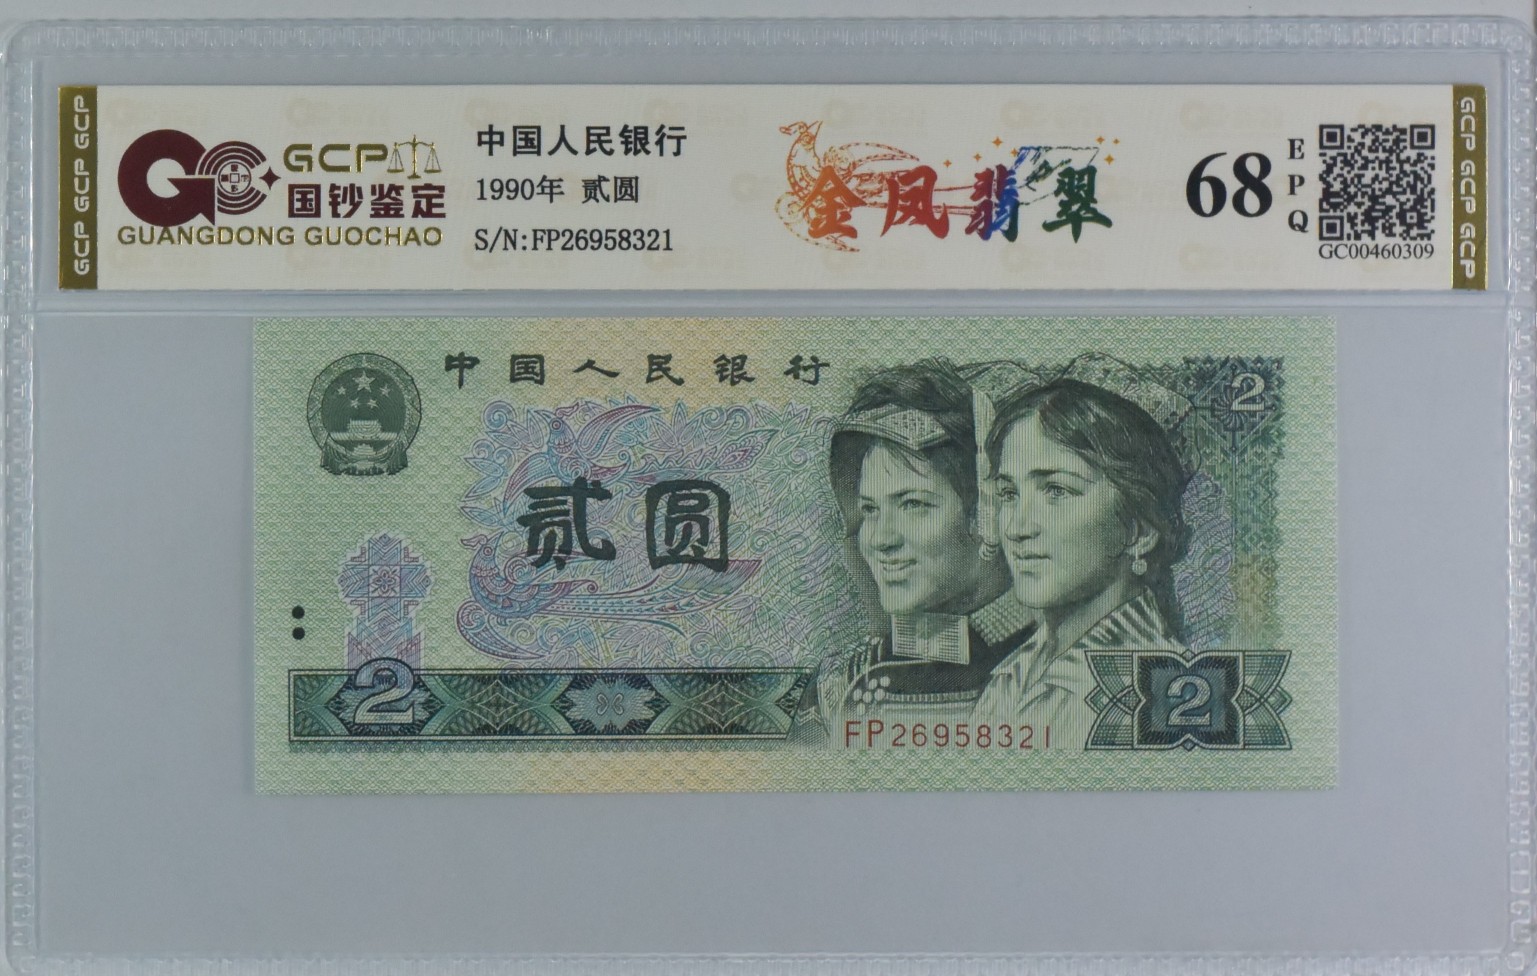 GCP GCP GCP
GCP
国钞鉴定
GUANGDONG GUOCHAO
中国人民银行
1990年 贰圆
S/N:FP26958321
金凤翡翠
68
EPQ
GC00460309
GCP GCP GCP
中国人民银行
2
贰圆
2
2
FP26958321